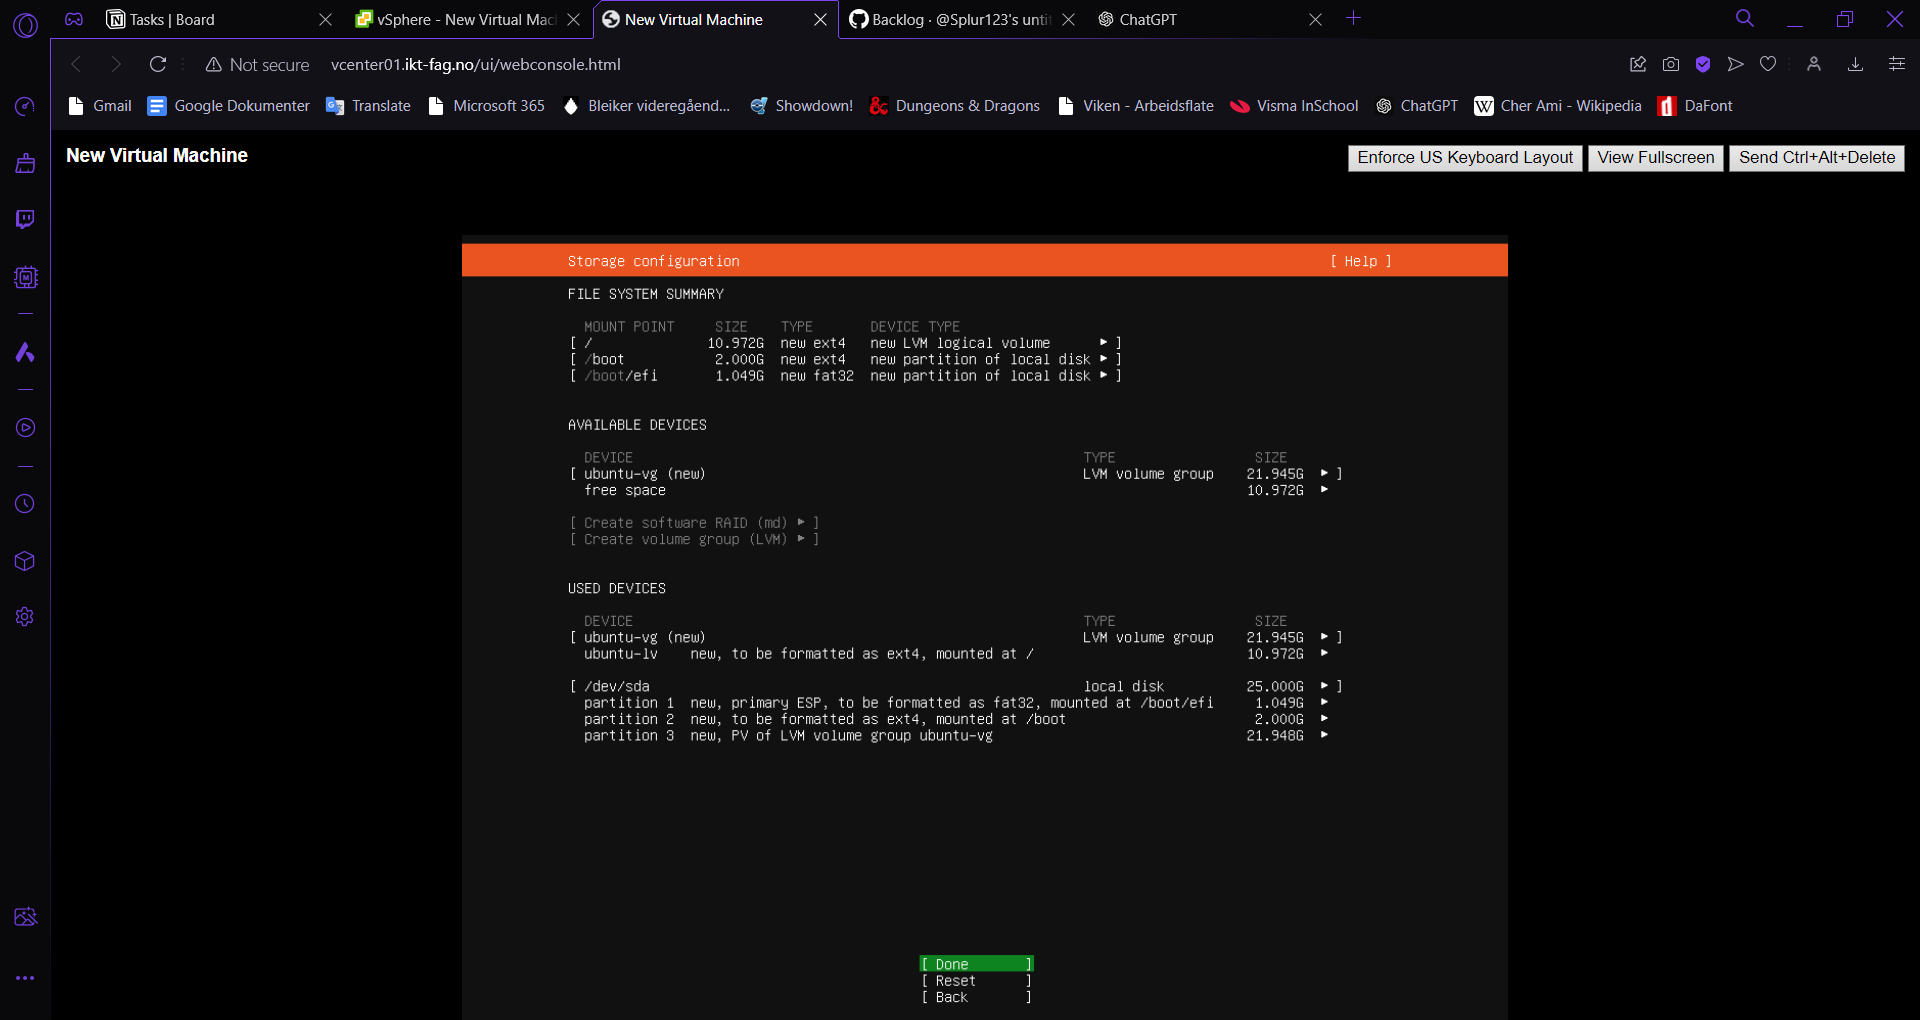 Tasks | Board
vSphere - New Virtual Mac
New Virtual Machine
Backlog · @Splur123's unti
ChatGPT
Not secure
vcenter01.ikt-fag.no/ui/webconsole.html
Gmail
Google Dokumenter
Translate
Microsoft 365
Bleiker videregåend...
Showdown!
Dungeons & Dragons
Viken - Arbeidsflate
Visma InSchool
ChatGPT
Cher Ami - Wikipedia
DaFont
New Virtual Machine
Enforce US Keyboard Layout
View Fullscreen
Send Ctrl+Alt+Delete
Storage configuration [ Help ]
FILE SYSTEM SUMMARY
MOUNT POINT SIZE TYPE DEVICE TYPE
[ / 10.972G new ext4 new LVM logical volume ▸ ]
[ /boot 2.000G new ext4 new partition of local disk ▸ ]
[ /boot/efi 1.049G new fat32 new partition of local disk ▸ ]
AVAILABLE DEVICES
DEVICE TYPE SIZE
[ ubuntu-vg (new) LVM volume group 21.945G ▸ ]
free space 10.972G ▸
[ Create software RAID (md) ▸ ]
[ Create volume group (LVM) ▸ ]
USED DEVICES
DEVICE TYPE SIZE
[ ubuntu-vg (new) LVM volume group 21.945G ▸ ]
ubuntu-lv new, to be formatted as ext4, mounted at / 10.972G ▸
[ /dev/sda local disk 25.000G ▸ ]
partition 1 new, primary ESP, to be formatted as fat32, mounted at /boot/efi 1.049G ▸
partition 2 new, to be formatted as ext4, mounted at /boot 2.000G ▸
partition 3 new, PV of LVM volume group ubuntu-vg 21.948G ▸
[ Done ]
[ Reset ]
[ Back ]